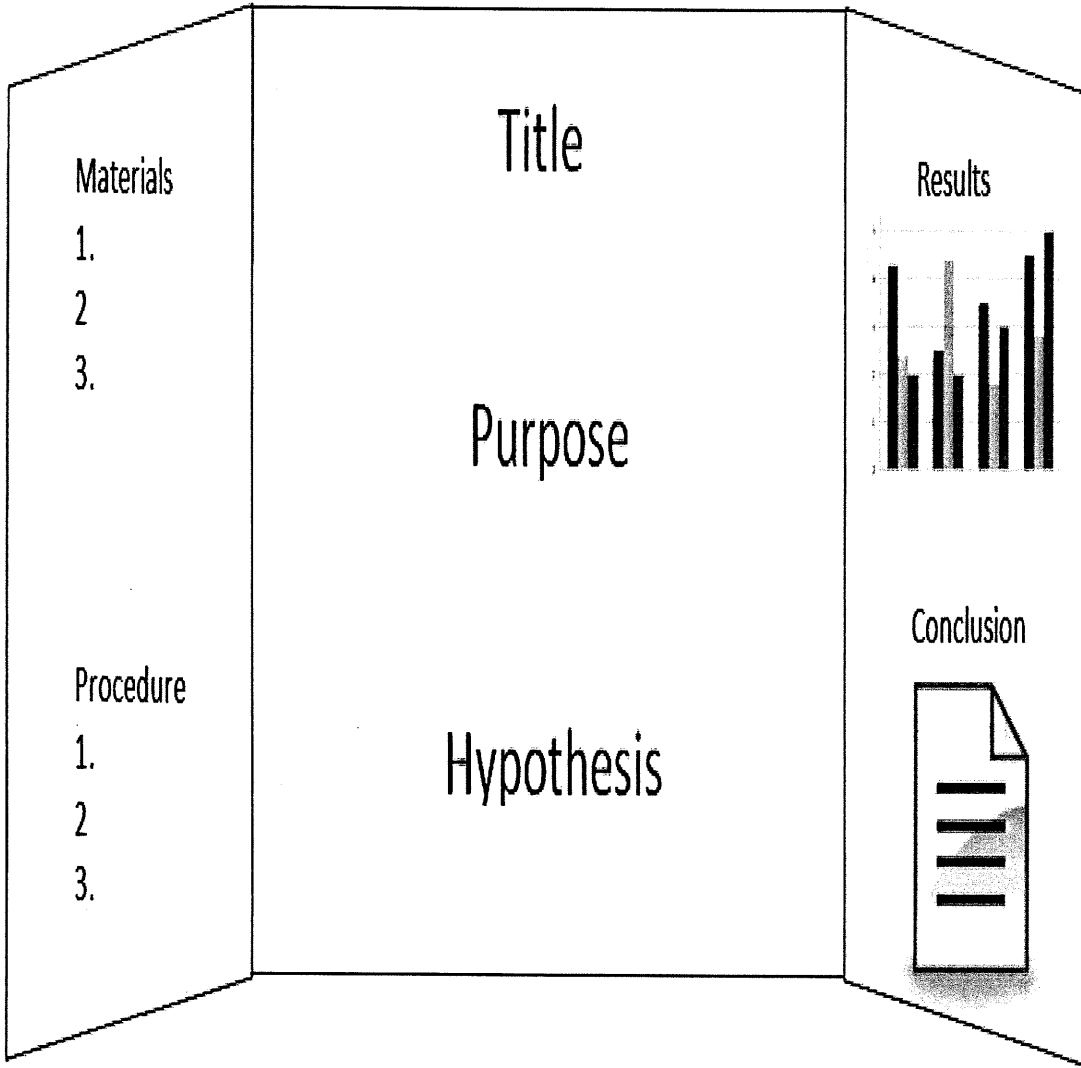 Materials
1.
2
3.
Procedure
1.
2
3.
Title
Purpose
Hypothesis
Results
Conclusion